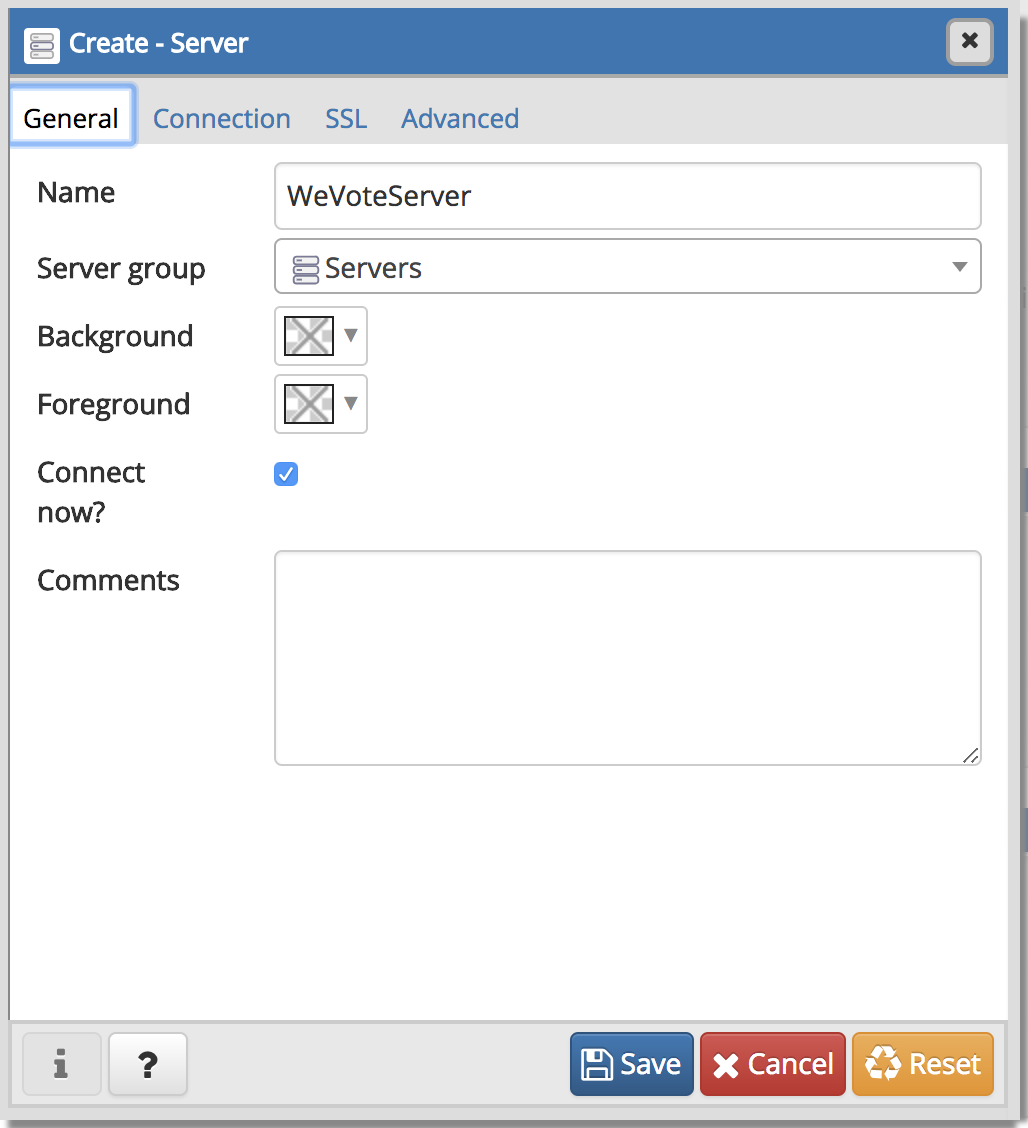 Create - Server
General Connection SSL Advanced
Name WeVoteServer
Server group Servers
Background
Foreground
Connect
now?
Comments
i ? Save Cancel Reset